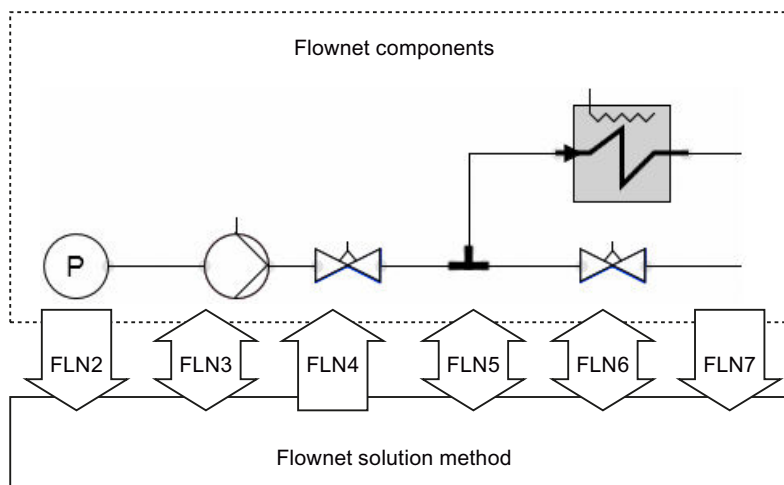 Flownet components
P
FLN2
FLN3
FLN4
FLN5
FLN6
FLN7
Flownet solution method